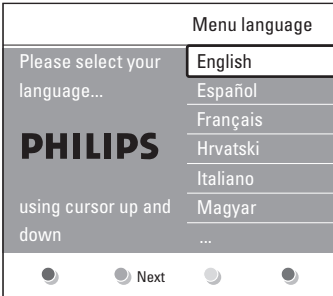 Menu language
Please select your
language...
PHILIPS
using cursor up and
down
English
Español
Français
Hrvatski
Italiano
Magyar
...
Next